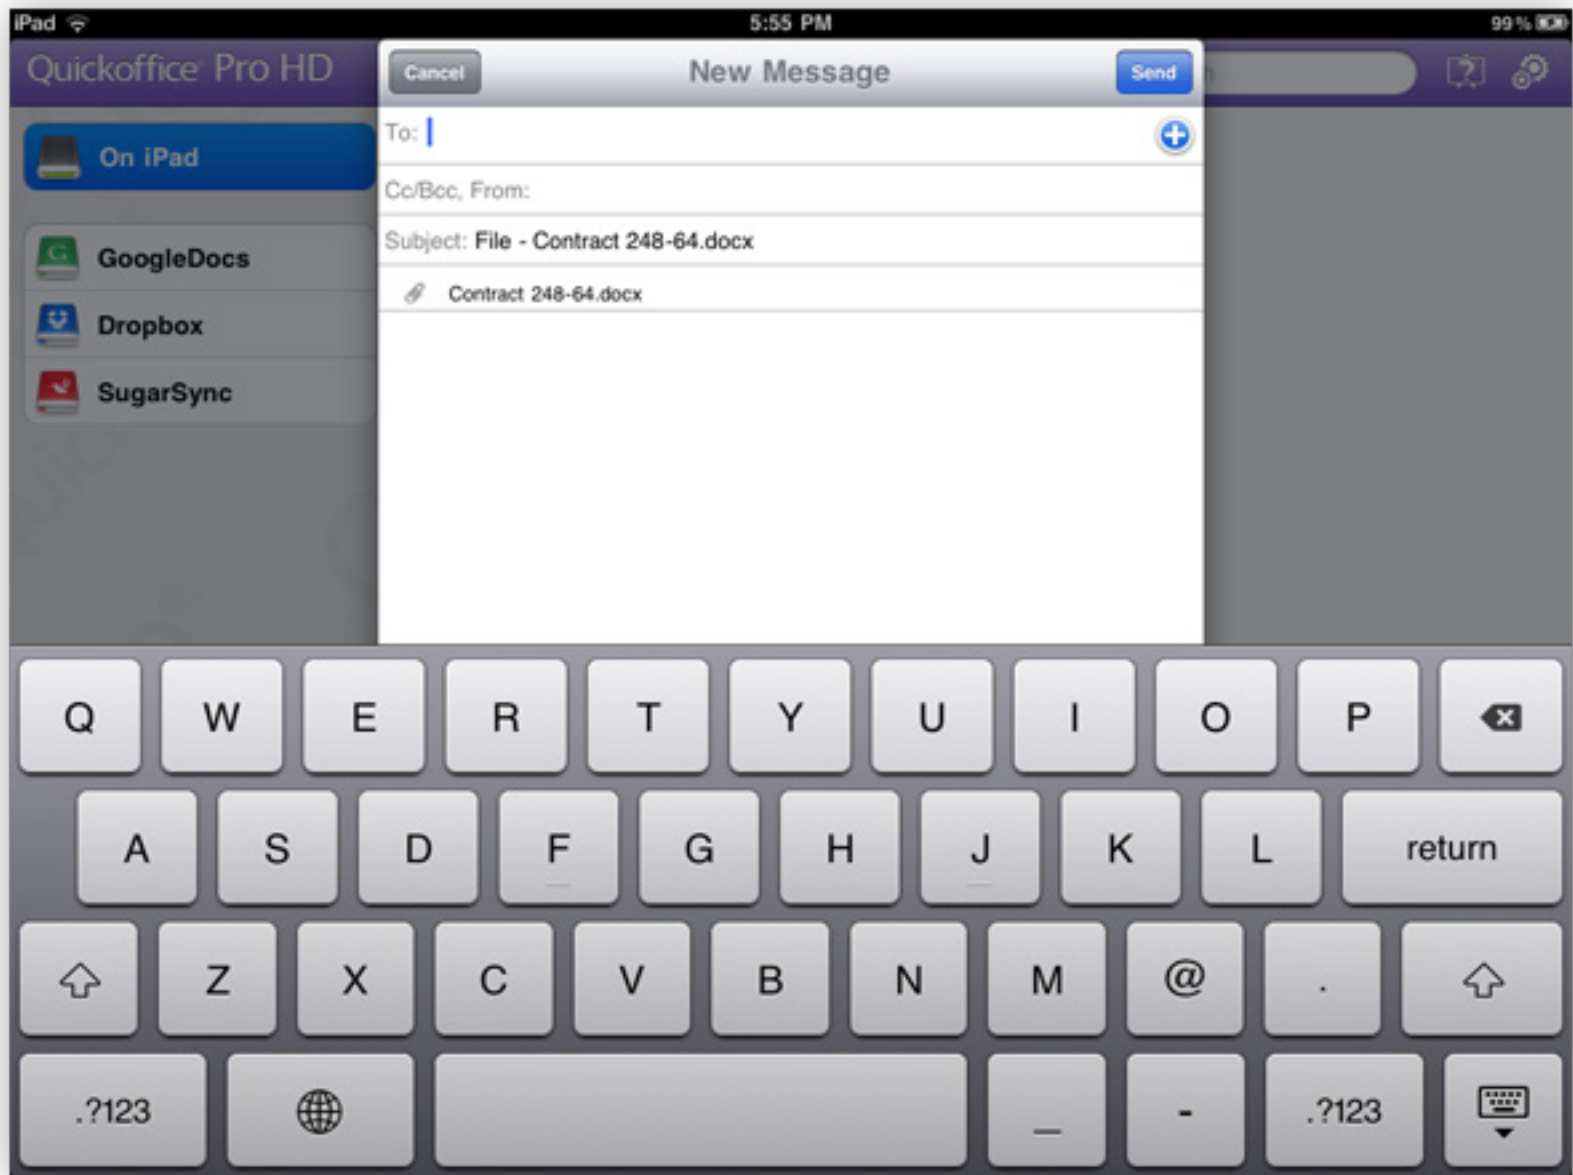 iPad 5:55 PM 99%
Quickoffice Pro HD
Cancel New Message Send
To:
On iPad
Cc/Bcc, From:
Subject: File - Contract 248-64.docx
GoogleDocs
Contract 248-64.docx
Dropbox
SugarSync
Q W E R T Y U I O P
A S D F G H J K L return
Z X C V B N M @ .
.?123 _ - .?123